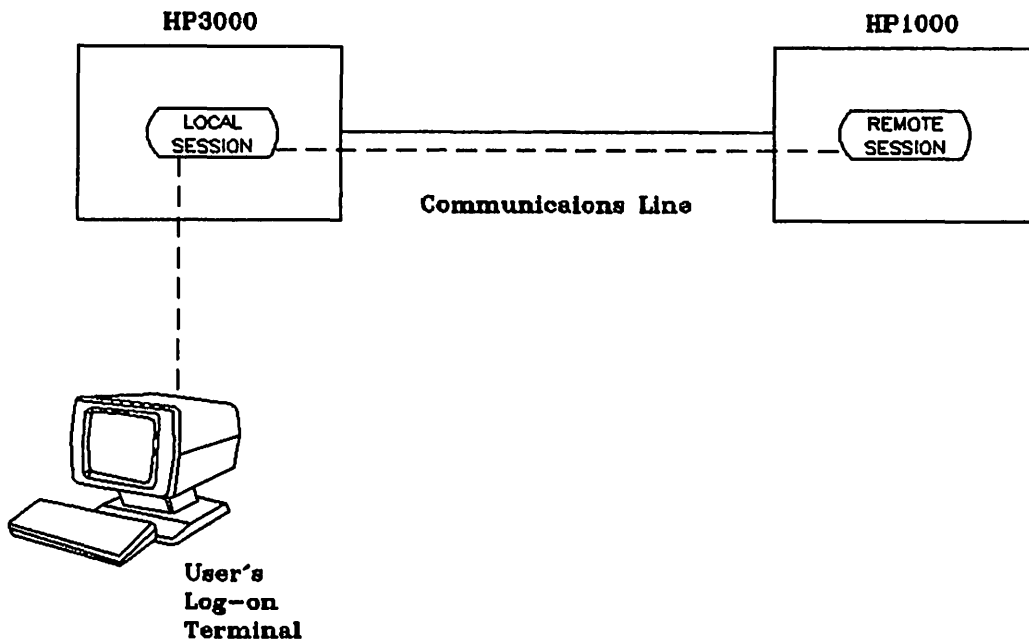 HP3000
HP1000
LOCAL
SESSION
REMOTE
SESSION
Communicaions Line
User's
Log-on
Terminal